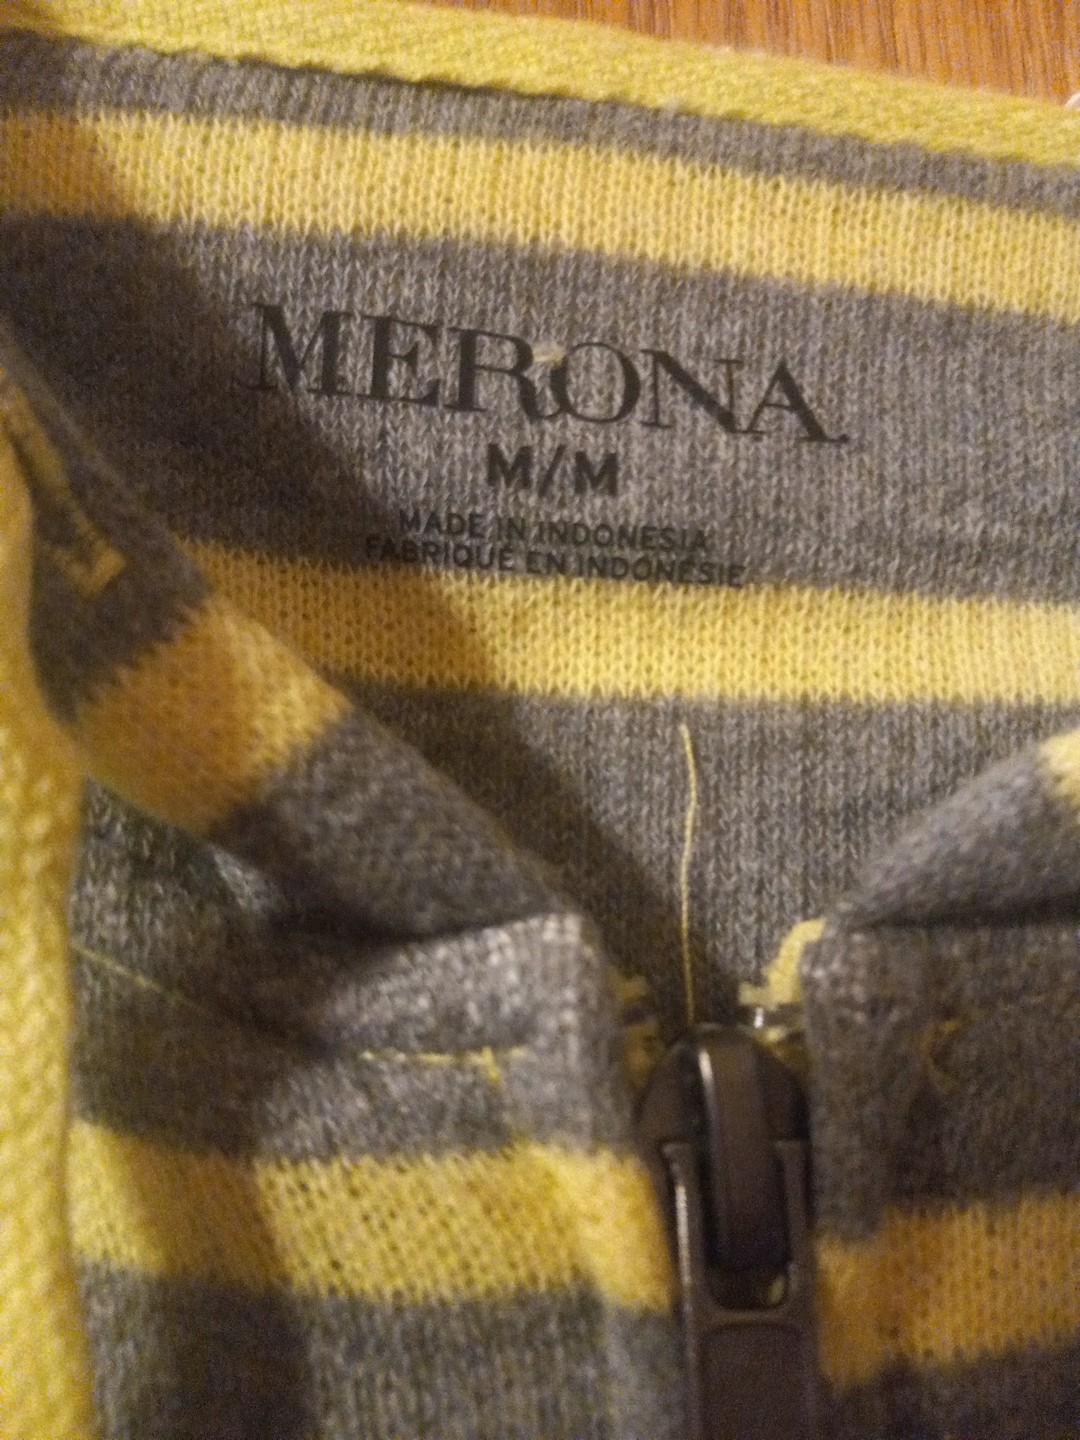 MERONA
M/M
MADE IN INDONESIA
FABRIQUÉ EN INDONÉSIE